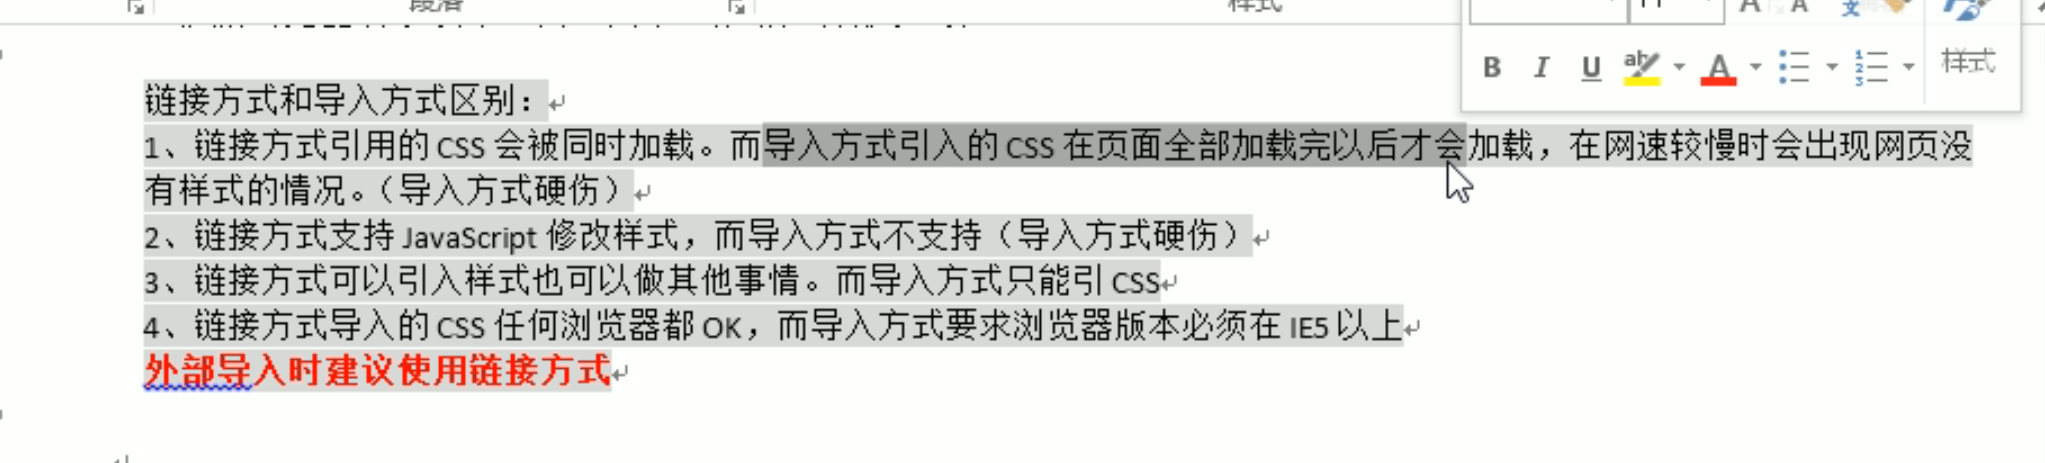 段落
样式
B I U ab A 样式
链接方式和导入方式区别：
1、链接方式引用的 CSS 会被同时加载。而导入方式引入的 CSS 在页面全部加载完以后才会加载，在网速较慢时会出现网页没
有样式的情况。（导入方式硬伤）
2、链接方式支持 JavaScript 修改样式，而导入方式不支持（导入方式硬伤）
3、链接方式可以引入样式也可以做其他事情。而导入方式只能引 CSS
4、链接方式导入的 CSS 任何浏览器都 OK，而导入方式要求浏览器版本必须在 IE5 以上
外部导入时建议使用链接方式